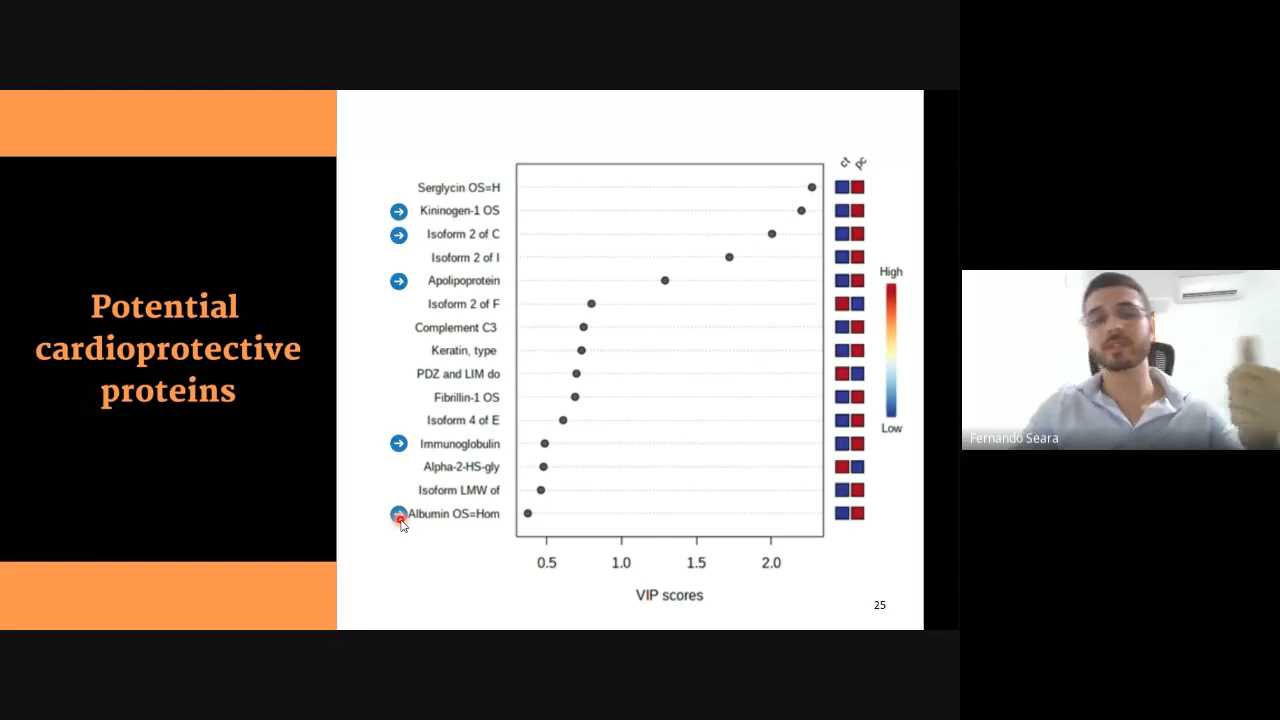 Potential
cardioprotective
proteins
Serglycin OS=H
Kininogen-1 OS
Isoform 2 of C
Isoform 2 of I
Apolipoprotein
Isoform 2 of F
Complement C3
Keratin, type
PDZ and LIM do
Fibrillin-1 OS
Isoform 4 of E
Immunoglobulin
Alpha-2-HS-gly
Isoform LMW of
Albumin OS=Hom
0.5 1.0 1.5 2.0
VIP scores
High
Low
25
Fernando Seara